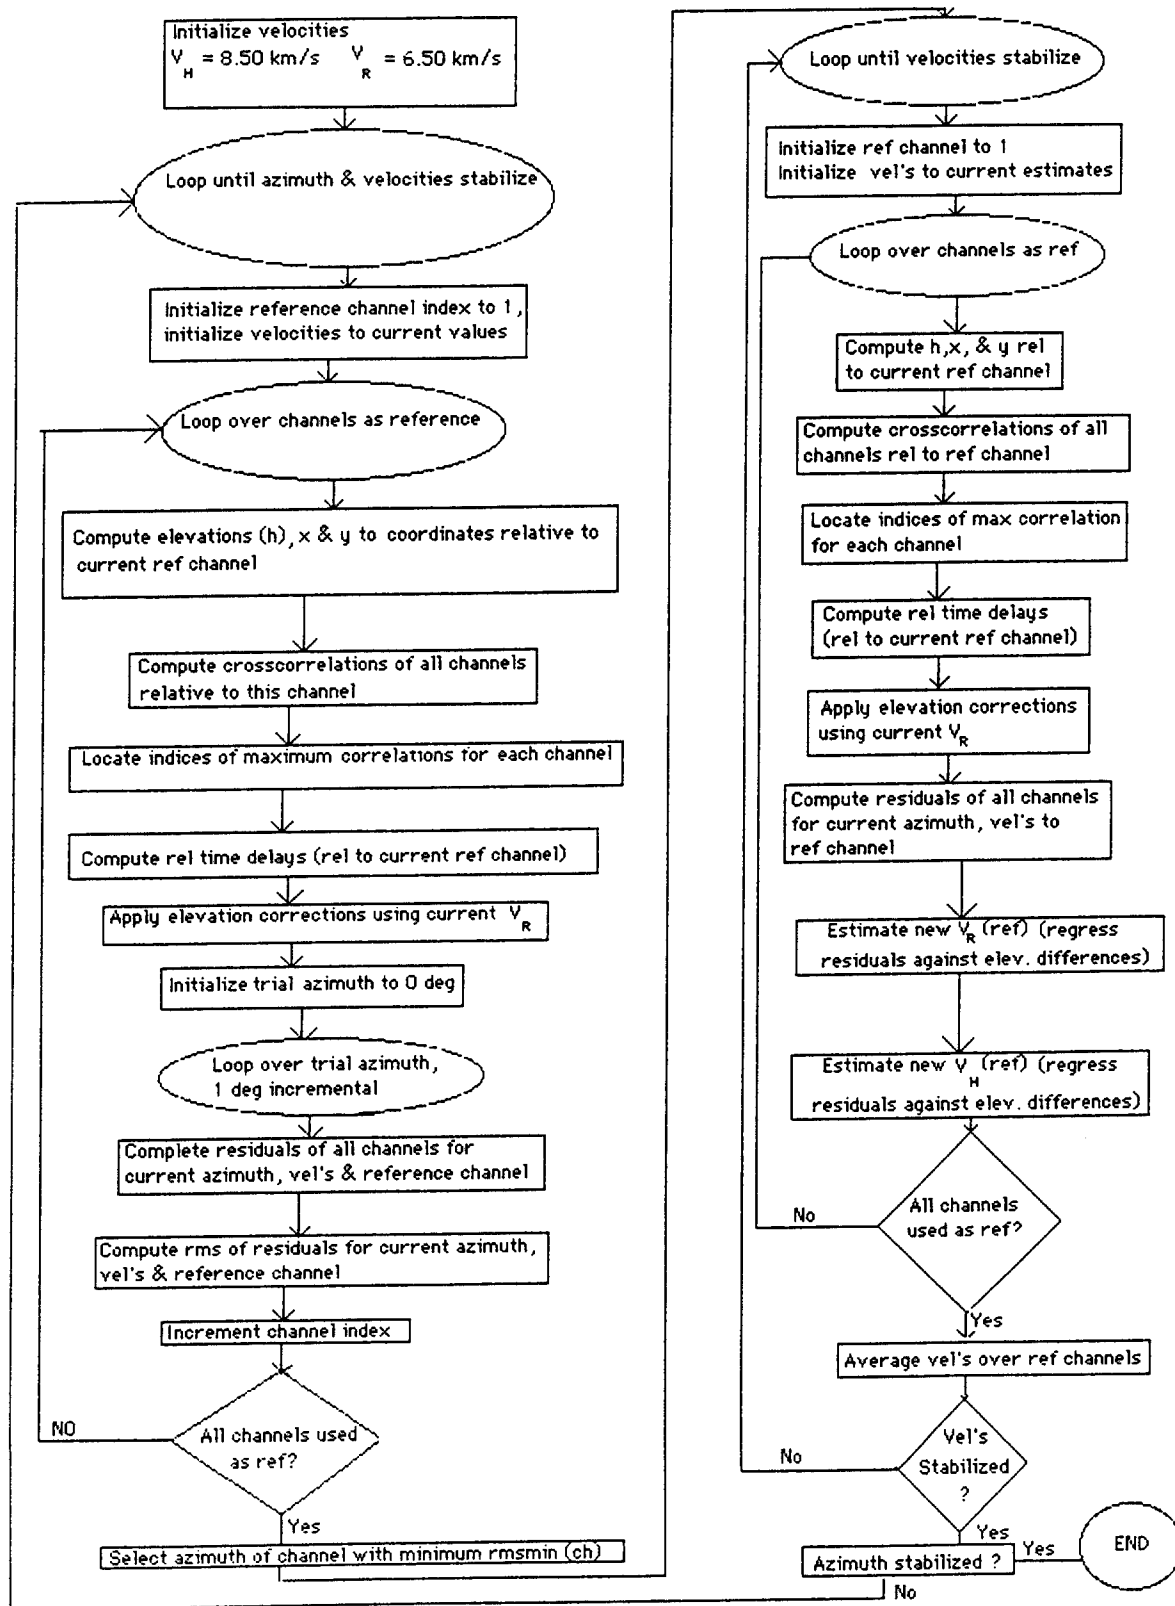 Initialize velocities
V_H = 8.50 km/s V_R = 6.50 km/s
Loop until azimuth & velocities stabilize
Initialize reference channel index to 1,
initialize velocities to current values
Loop over channels as reference
Compute elevations (h), x & y to coordinates relative to
current ref channel
Compute crosscorrelations of all channels
relative to this channel
Locate indices of maximum correlations for each channel
Compute rel time delays (rel to current ref channel)
Apply elevation corrections using current V_R
Initialize trial azimuth to 0 deg
Loop over trial azimuth,
1 deg incremental
Complete residuals of all channels for
current azimuth, vel's & reference channel
Compute rms of residuals for current azimuth,
vel's & reference channel
Increment channel index
NO
All channels used
as ref?
Yes
Select azimuth of channel with minimum rmsmin (ch)
Loop until velocities stabilize
Initialize ref channel to 1
Initialize vel's to current estimates
Loop over channels as ref
Compute h,x, & y rel
to current ref channel
Compute crosscorrelations of all
channels rel to ref channel
Locate indices of max correlation
for each channel
Compute rel time delays
(rel to current ref channel)
Apply elevation corrections
using current V_R
Compute residuals of all channels
for current azimuth, vel's to
ref channel
Estimate new V_R (ref) (regress
residuals against elev. differences)
Estimate new V_H (ref) (regress
residuals against elev. differences)
No
All channels
used as ref?
Yes
Average vel's over ref channels
No
Vel's
Stabilized
?
Yes
Azimuth stabilized ?
Yes
END
No